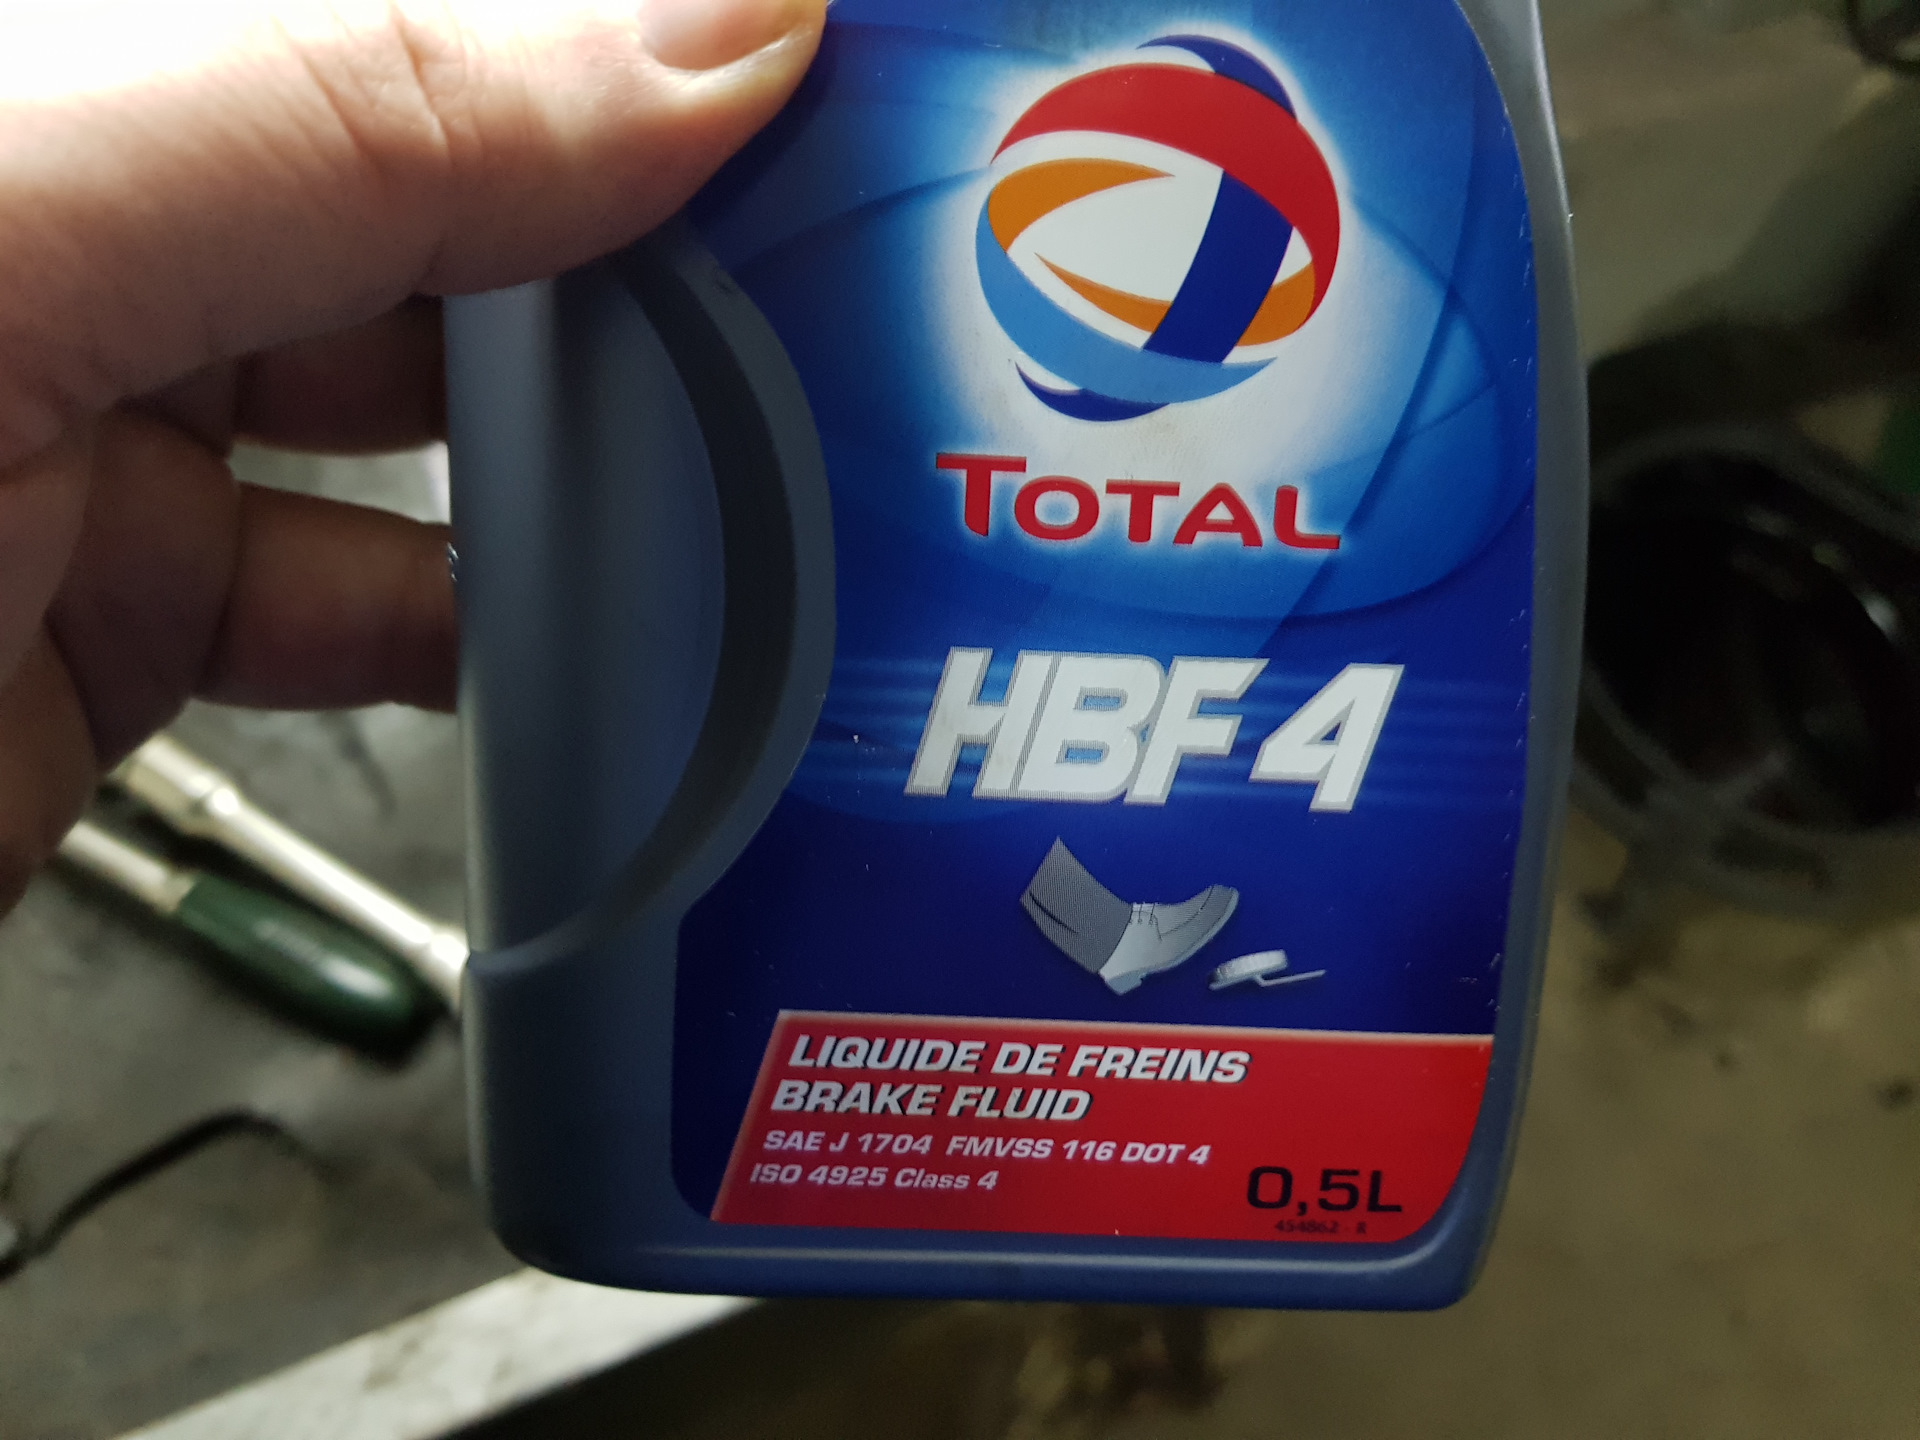 TOTAL
HBF 4
LIQUIDE DE FREINS
BRAKE FLUID
SAE J 1704 FMVSS 116 DOT 4
ISO 4925 Class 4
0,5L
454862 - R